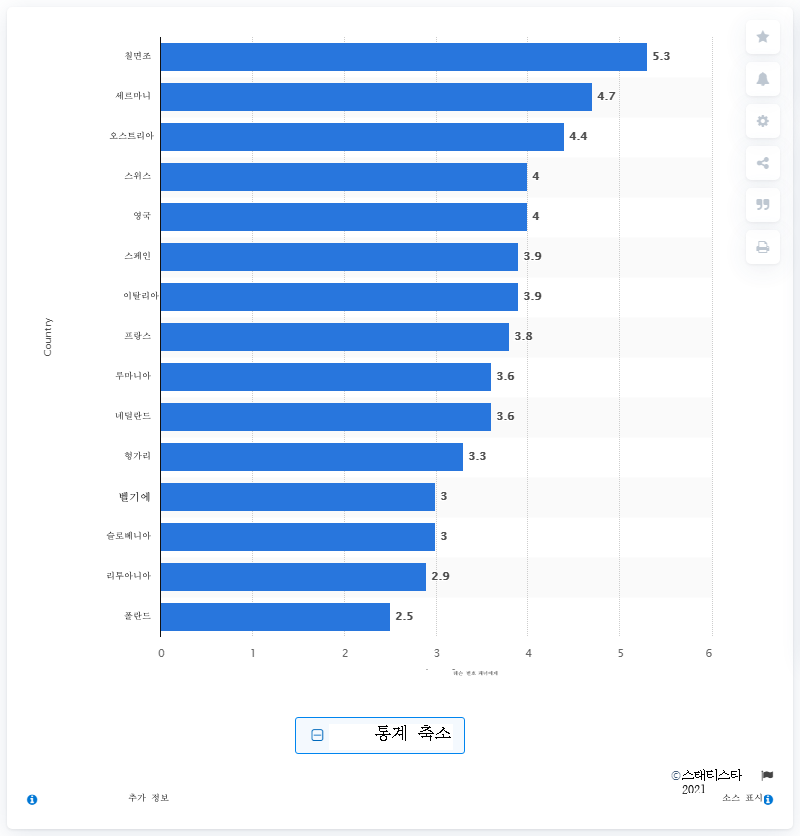 칠면조 5.3
세르마니 4.7
오스트리아 4.4
스위스 4
영국 4
스페인 3.9
이탈리아 3.9
프랑스 3.8
루마니아 3.6
네덜란드 3.6
헝가리 3.3
벨기에 3
슬로베니아 3
리투아니아 2.9
폴란드 2.5
Country
0 1 2 3 4 5 6
통계 축소
©스태티스타
2021
추가 정보
소스 표시